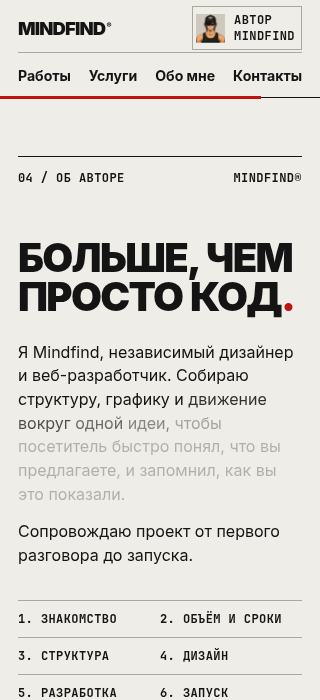 MINDFIND®
АВТОР
MINDFIND
Работы Услуги Обо мне Контакты
04 / ОБ АВТОРЕ MINDFIND®
БОЛЬШЕ, ЧЕМ
ПРОСТО КОД.
Я Mindfind, независимый дизайнер
и веб-разработчик. Собираю
структуру, графику и движение
вокруг одной идеи, чтобы
посетитель быстро понял, что вы
предлагаете, и запомнил, как вы
это показали.
Сопровождаю проект от первого
разговора до запуска.
1. ЗНАКОМСТВО 2. ОБЪЁМ И СРОКИ
3. СТРУКТУРА 4. ДИЗАЙН
5. РАЗРАБОТКА 6. ЗАПУСК